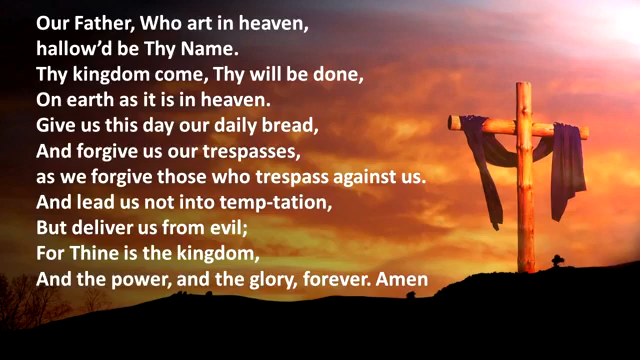 Our Father, Who art in heaven,
hallow’d be Thy Name.
Thy kingdom come, Thy will be done,
On earth as it is in heaven.
Give us this day our daily bread,
And forgive us our trespasses,
as we forgive those who trespass against us.
And lead us not into temp-tation,
But deliver us from evil;
For Thine is the kingdom,
And the power, and the glory, forever. Amen